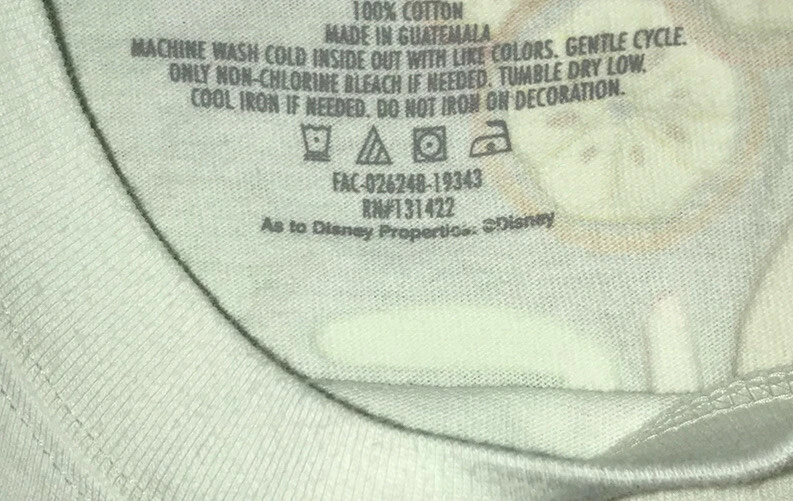 100% COTTON
MADE IN GUATEMALA
MACHINE WASH COLD INSIDE OUT WITH LIKE COLORS. GENTLE CYCLE.
ONLY NON-CHLORINE BLEACH IF NEEDED. TUMBLE DRY LOW.
COOL IRON IF NEEDED. DO NOT IRON ON DECORATION.
FAC-026248-19343
RN#131422
As to Disney Properties: ©Disney